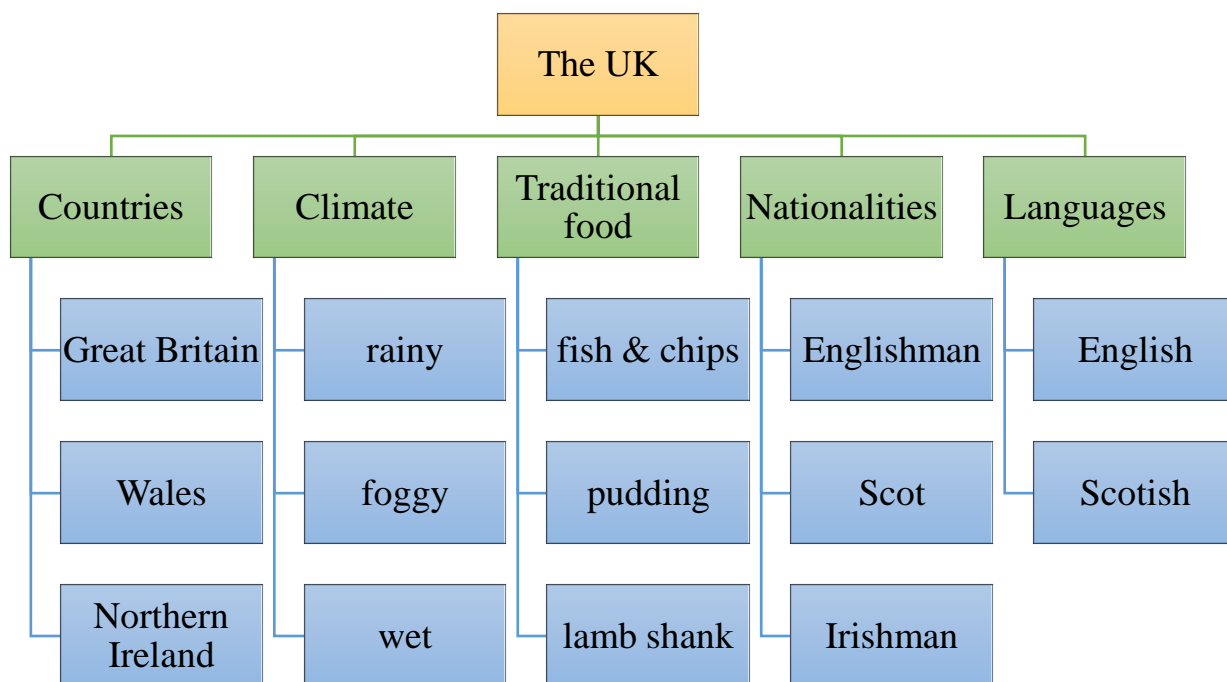 The UK
Countries
Climate
Traditional
food
Nationalities
Languages
Great Britain
rainy
fish & chips
Englishman
English
Wales
foggy
pudding
Scot
Scotish
Northern
Ireland
wet
lamb shank
Irishman